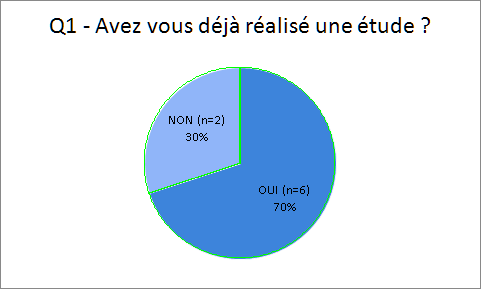 Q1 - Avez vous déjà réalisé une étude ?
NON (n=2)
30%
OUI (n=6)
70%